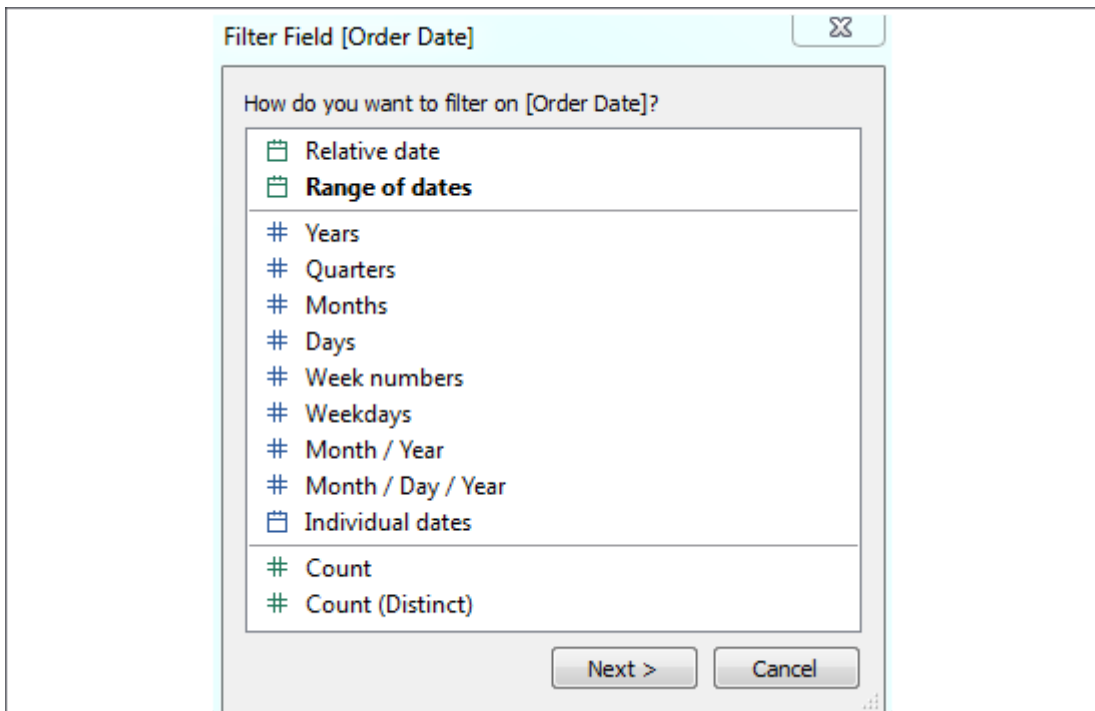 Filter Field [Order Date]
How do you want to filter on [Order Date]?
Relative date
Range of dates
# Years
# Quarters
# Months
# Days
# Week numbers
# Weekdays
# Month / Year
# Month / Day / Year
Individual dates
# Count
# Count (Distinct)
Next > Cancel